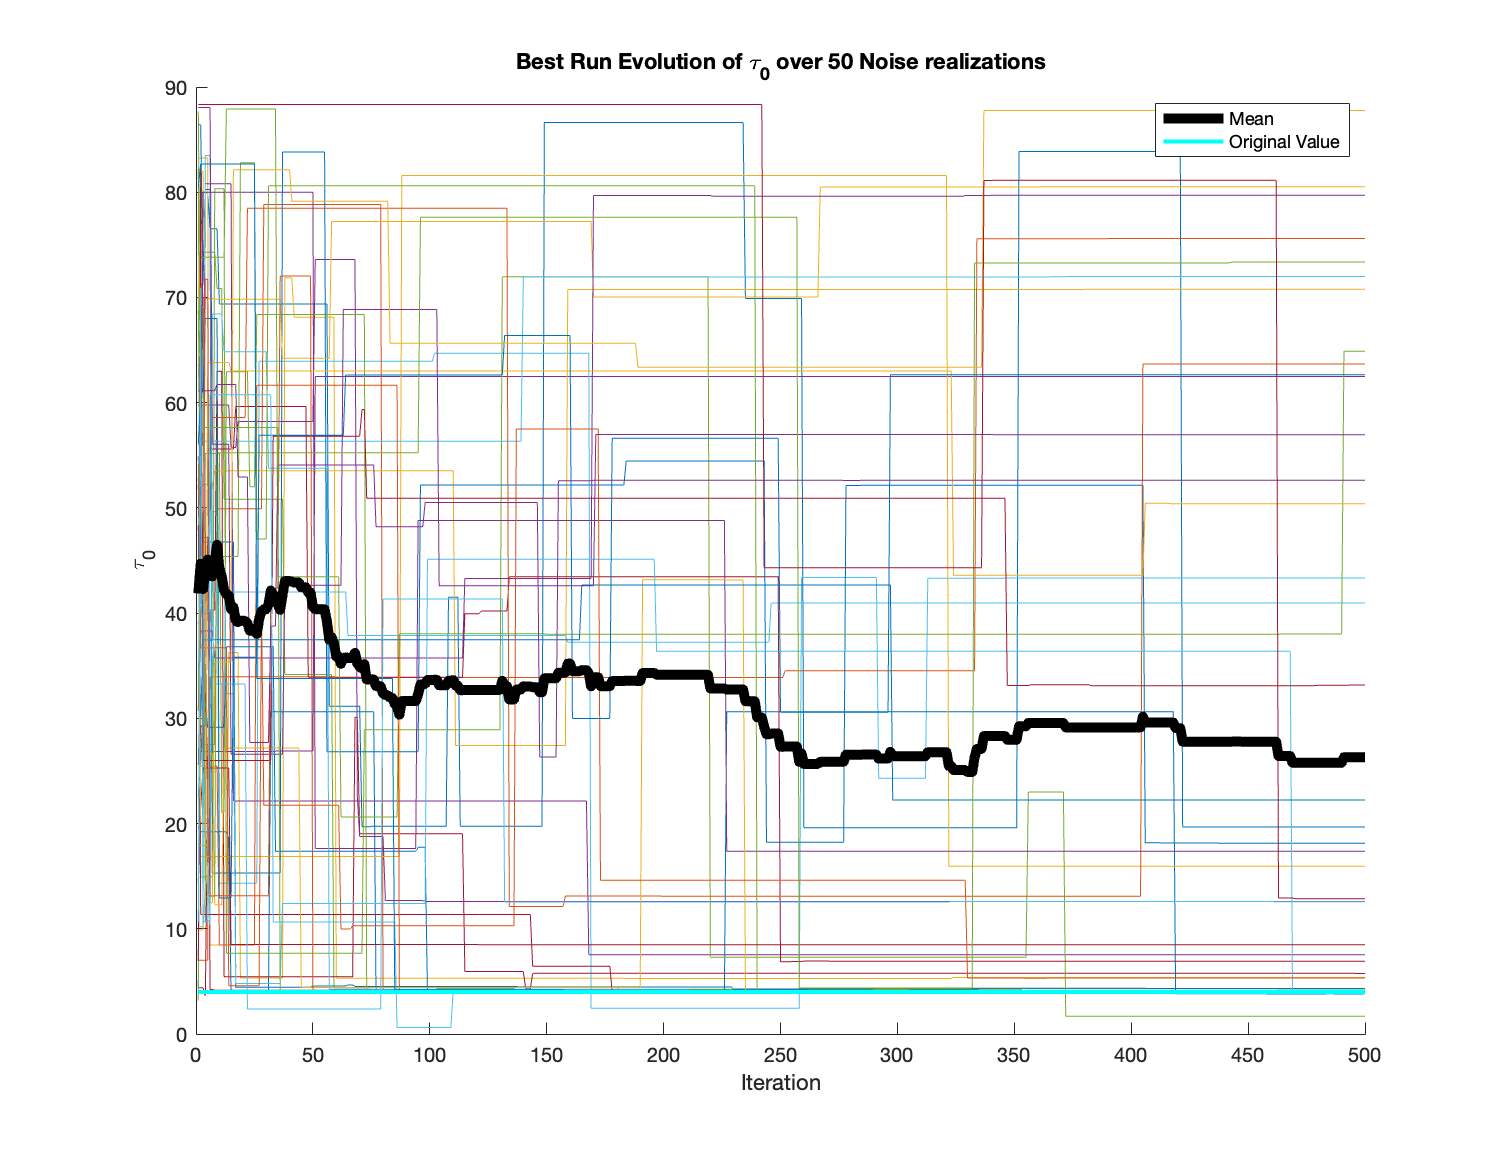 Best Run Evolution of τ₀ over 50 Noise realizations
90
80
70
60
50
40
30
20
10
0
τ₀
0 50 100 150 200 250 300 350 400 450 500
Iteration
Mean
Original Value